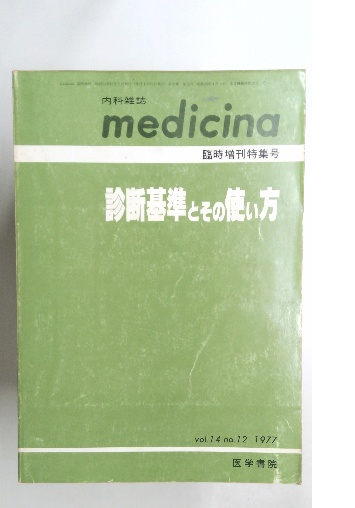 内科雑誌
medicina
臨時増刊特集号
診断基準とその使い方
vol.14 no.12 1977
医学書院